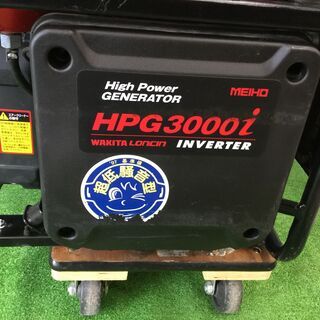 High Power
GENERATOR
MEIHO
HPG3000i
WAKITA LONCIN INVERTER
超低騒音型